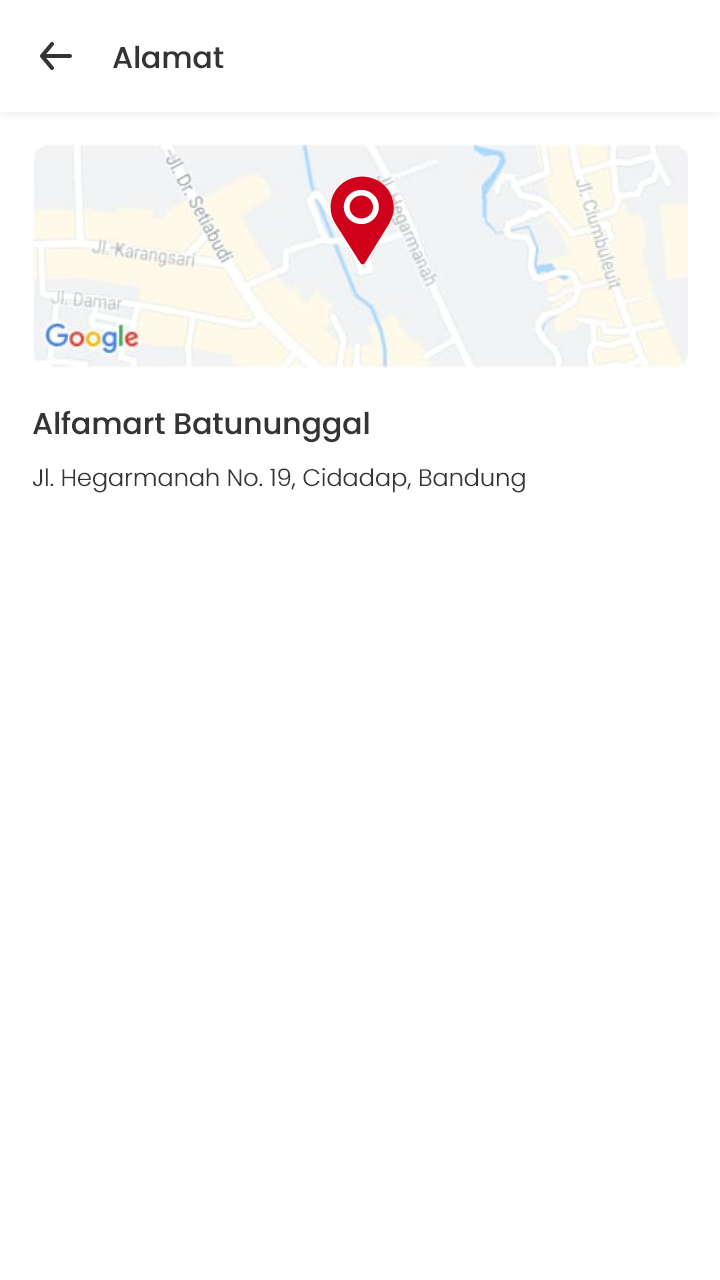 Alamat
Jl. Dr. Setiabudi
Jl. Hegarmanah
Jl. Ciumbuleuit
Jl. Karangsari
Jl. Damar
Google
Alfamart Batununggal
Jl. Hegarmanah No. 19, Cidadap, Bandung